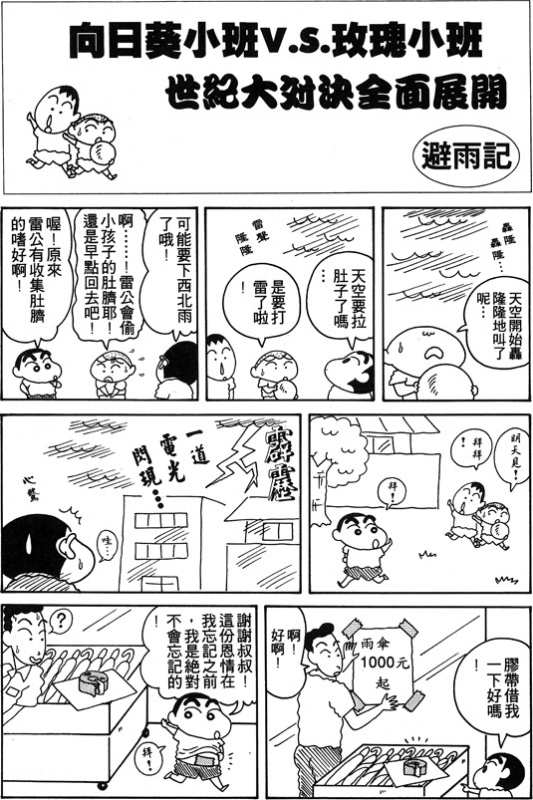 向日葵小班V.S.玫瑰小班
世紀大対決全面展開
避雨記
轟隆
轟隆…
天空開始轟
隆隆地叫了
呢…
雷聲
隆隆
天空要拉
肚子了嗎
…
是要打
雷了啦
！
可能要下西北雨
了哦！
啊……！雷公會偷
小孩子的肚臍耶！
還是早點回去吧！
喔！原來
雷公有收集肚臍
的嗜好啊！
明天見！
拜拜
！
拜！
霹靂
一道
電光
閃現…
哇…
心驚
膠帶借我
一下好嗎
！
雨傘
1000元
起
啊！
好啊！
？
謝謝叔叔！
這份恩情在
我忘記之前
，我是絶對
不會忘記的
！
拜！